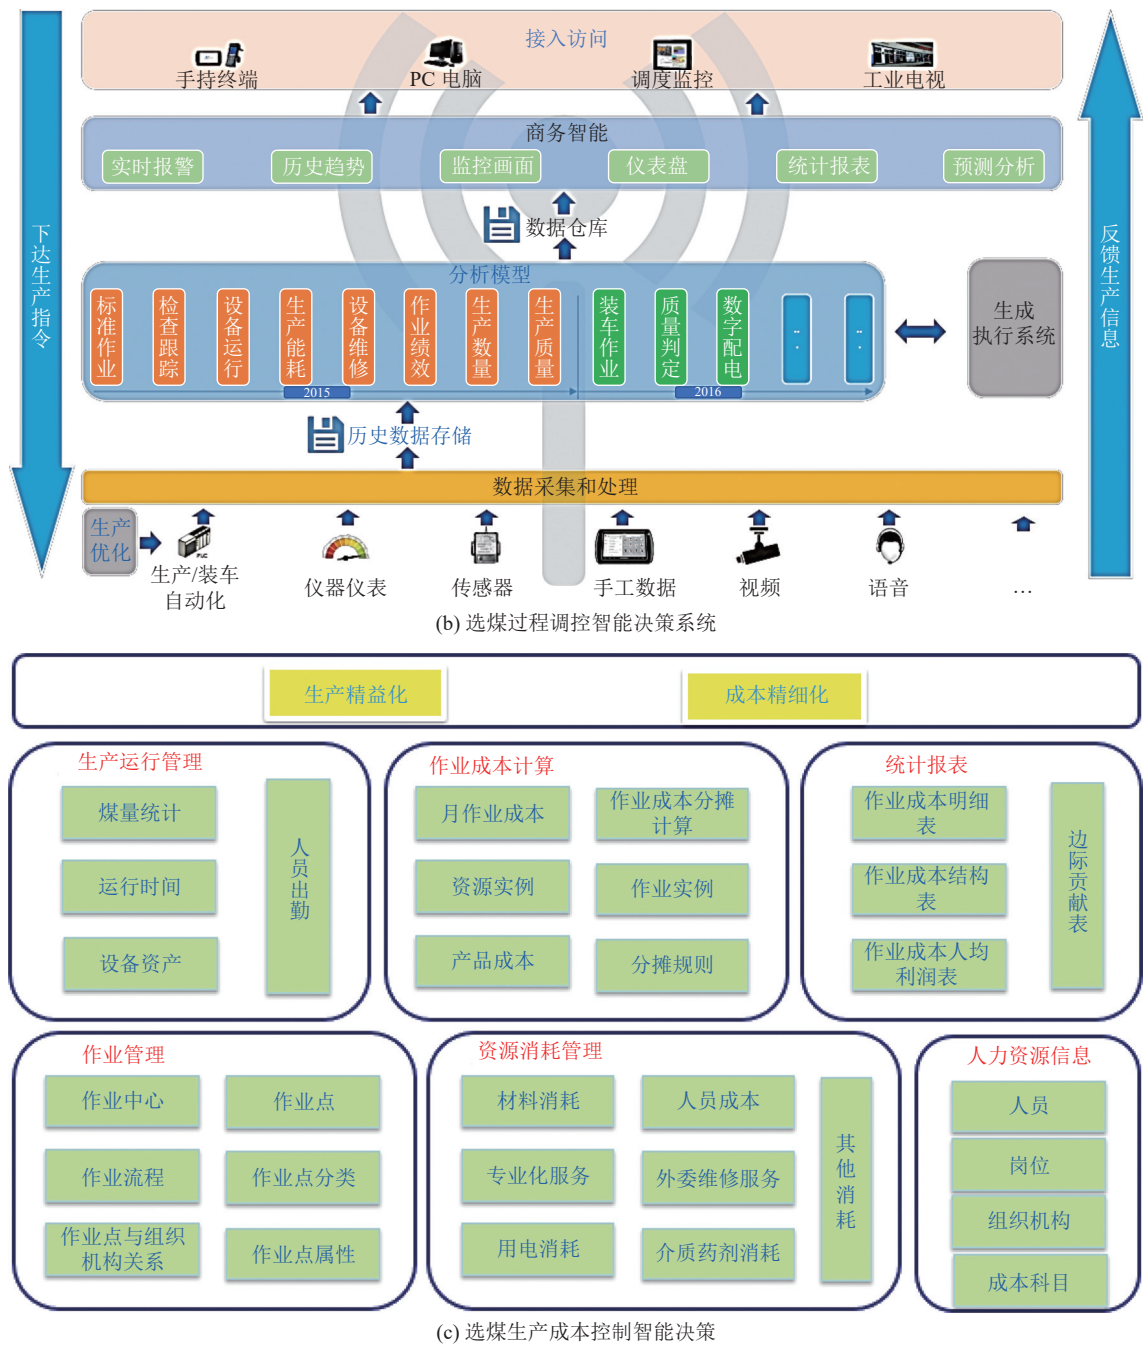 接入访问
手持终端
PC 电脑
调度监控
工业电视
商务智能
实时报警
历史趋势
监控画面
仪表盘
统计报表
预测分析
数据仓库
下达生产指令
反馈生产信息
分析模型
标准作业
检查跟踪
设备运行
生产能耗
设备维修
作业绩效
生产数量
生产质量
装车作业
质量判定
数字配电
2015
2016
生成
执行系统
历史数据存储
数据采集和处理
生产
优化
PLC
生产/装车
自动化
仪器仪表
传感器
手工数据
视频
语音
…
(b) 选煤过程调控智能决策系统
生产精益化
成本精细化
生产运行管理
煤量统计
运行时间
设备资产
人员出勤
作业成本计算
月作业成本
作业成本分摊
计算
资源实例
作业实例
产品成本
分摊规则
统计报表
作业成本明细
表
作业成本结构
表
作业成本人均
利润表
边际贡献表
作业管理
作业中心
作业点
作业流程
作业点分类
作业点与组织
机构关系
作业点属性
资源消耗管理
材料消耗
人员成本
专业化服务
外委维修服务
用电消耗
介质药剂消耗
其他消耗
人力资源信息
人员
岗位
组织机构
成本科目
(c) 选煤生产成本控制智能决策